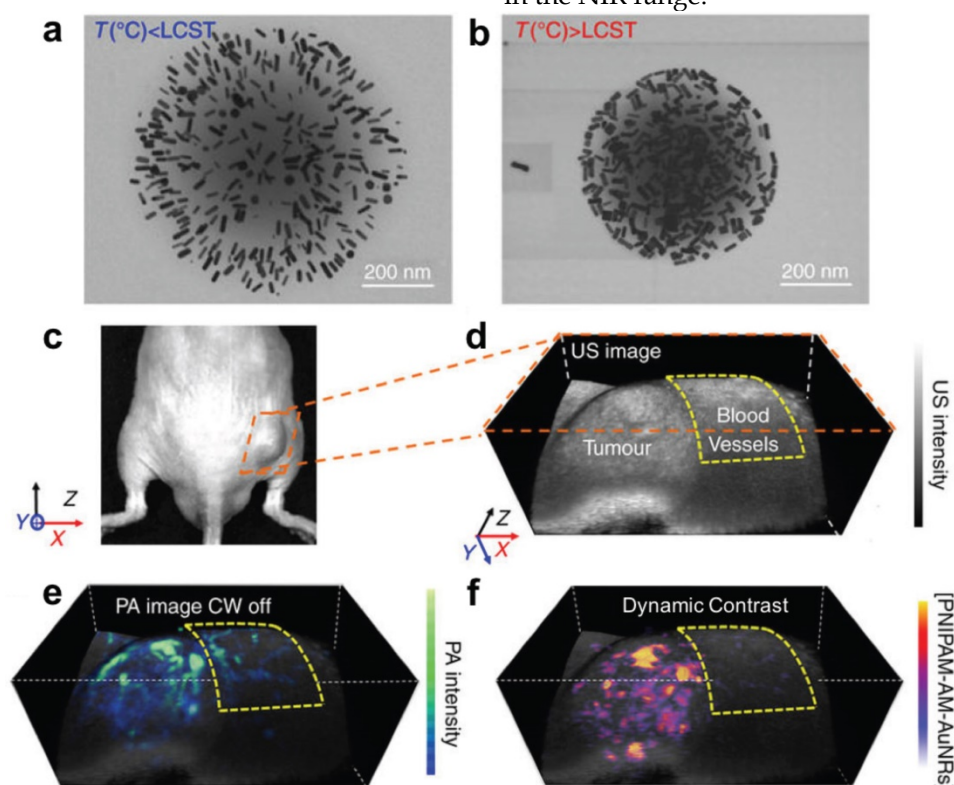 in the NIR range.
a
T(°C)<LCST
200 nm
b
T(°C)>LCST
200 nm
c
Z
Y
X
d
US image
Blood
Vessels
Tumour
US intensity
Z
Y
X
e
PA image CW off
PA intensity
f
Dynamic Contrast
[PNIPAM-AM-AuNRs]